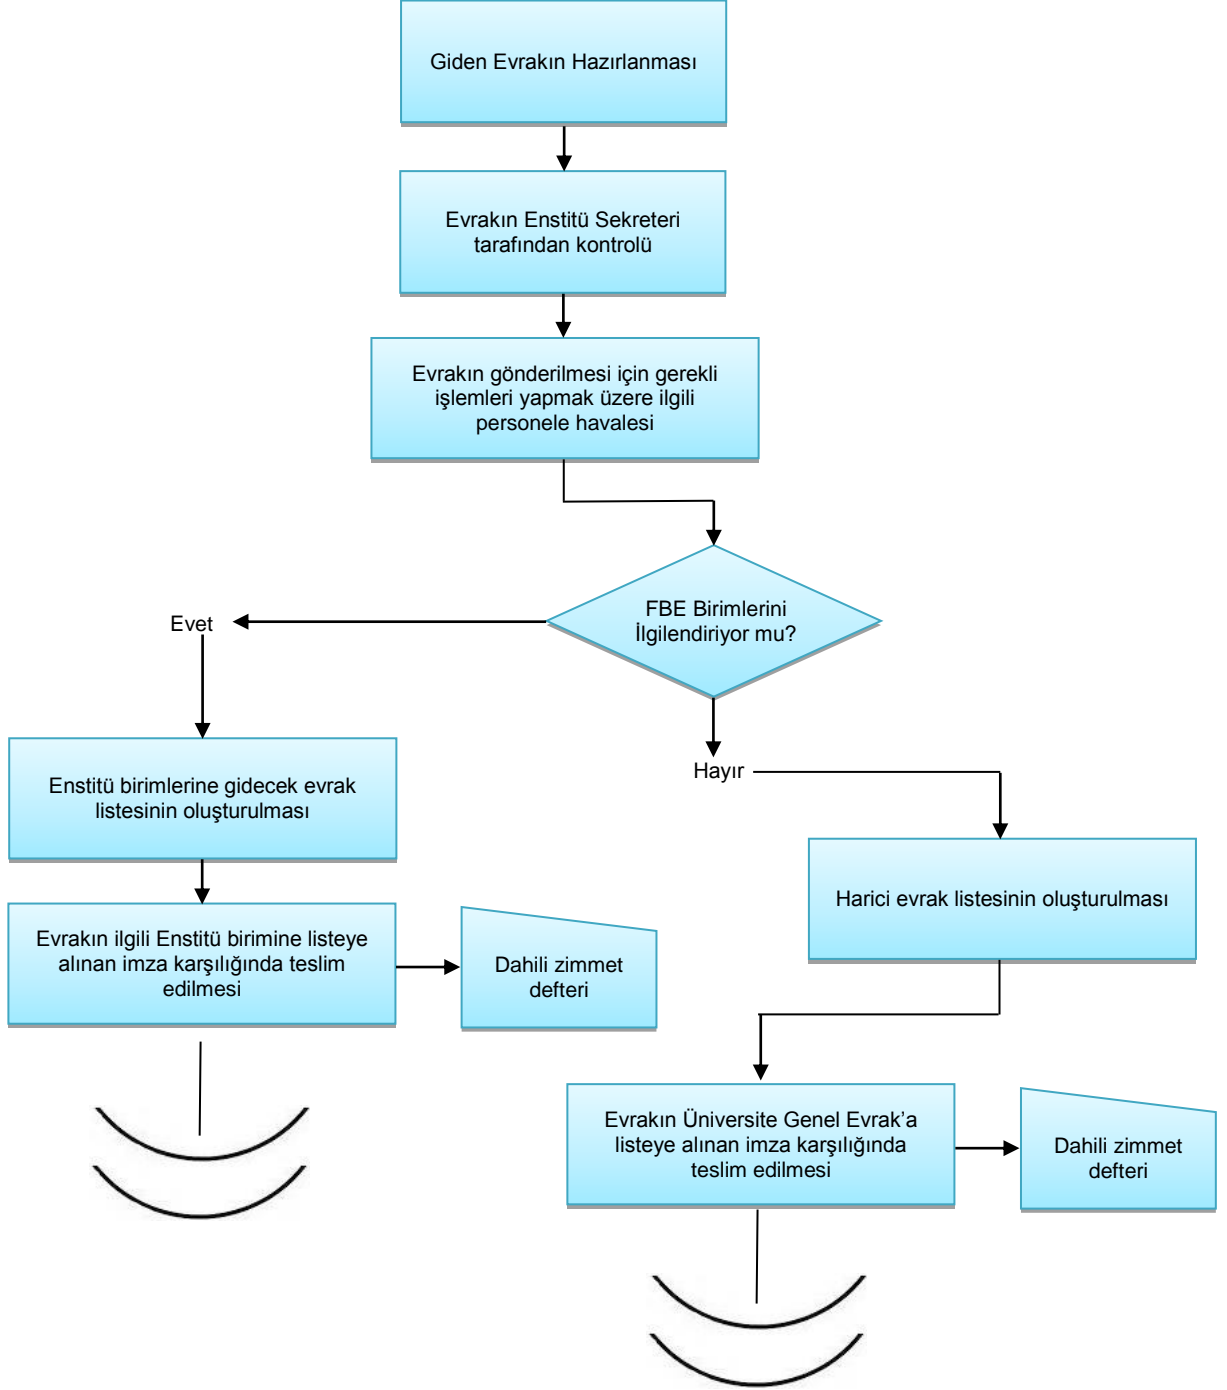 Giden Evrakın Hazırlanması
Evrakın Enstitü Sekreteri
tarafından kontrolü
Evrakın gönderilmesi için gerekli
işlemleri yapmak üzere ilgili
personele havalesi
FBE Birimlerini
İlgilendiriyor mu?
Evet
Hayır
Enstitü birimlerine gidecek evrak
listesinin oluşturulması
Harici evrak listesinin oluşturulması
Evrakın ilgili Enstitü birimine listeye
alınan imza karşılığında teslim
edilmesi
Dahili zimmet
defteri
Evrakın Üniversite Genel Evrak’a
listeye alınan imza karşılığında
teslim edilmesi
Dahili zimmet
defteri